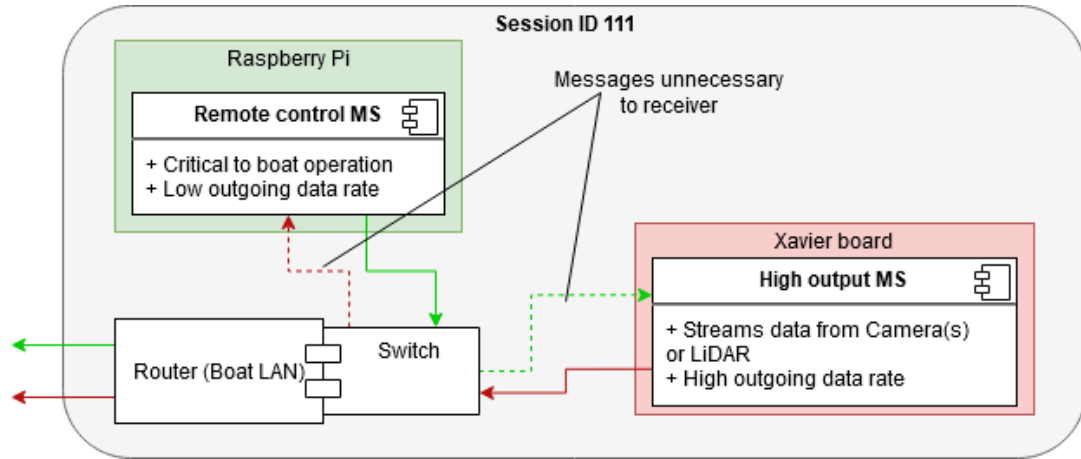 Session ID 111
Raspberry Pi
Messages unnecessary
to receiver
Remote control MS
+ Critical to boat operation
+ Low outgoing data rate
Xavier board
High output MS
+ Streams data from Camera(s)
or LiDAR
+ High outgoing data rate
Switch
Router (Boat LAN)